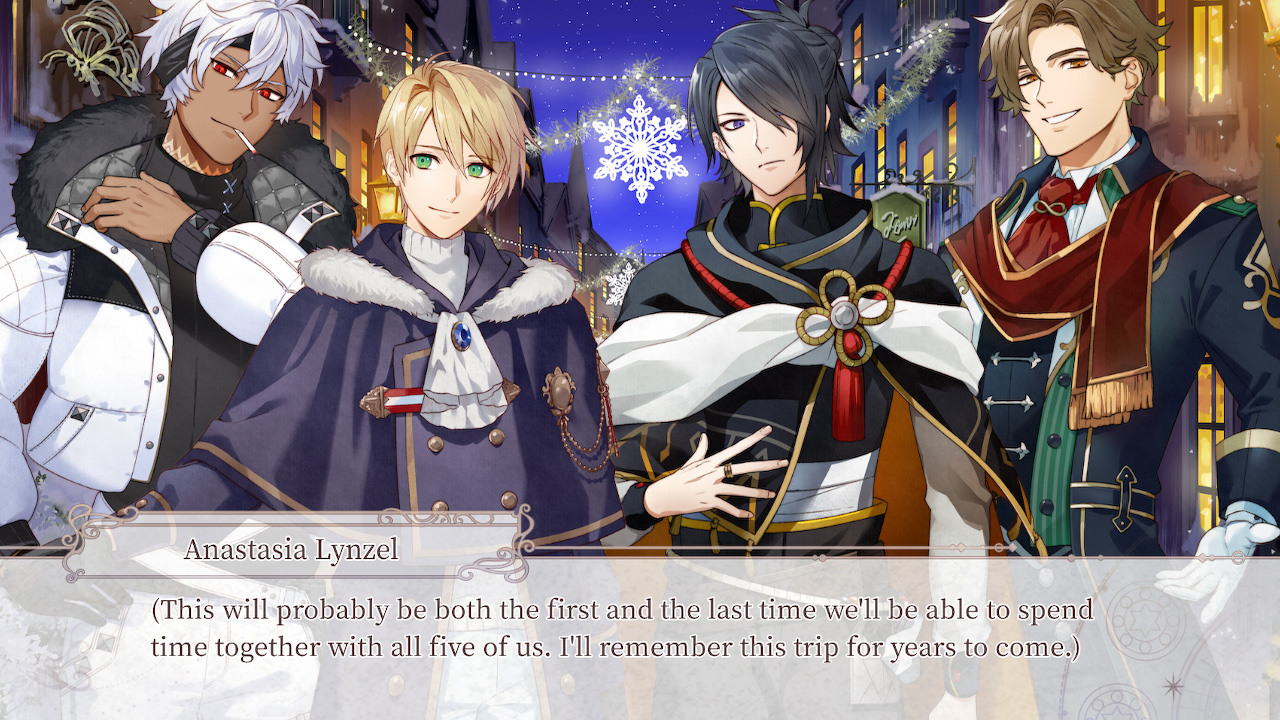 Anastasia Lynzel
(This will probably be both the first and the last time we'll be able to spend
time together with all five of us. I'll remember this trip for years to come.)